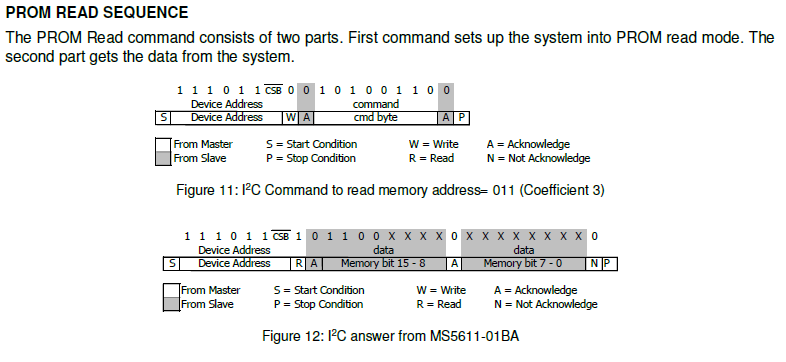 PROM READ SEQUENCE
The PROM Read command consists of two parts. First command sets up the system into PROM read mode. The
second part gets the data from the system.
1 1 1 0 1 1 CSB 0 0 1 0 1 0 0 1 1 0 0
Device Address command
S Device Address W A cmd byte A P
From Master S = Start Condition W = Write A = Acknowledge
From Slave P = Stop Condition R = Read N = Not Acknowledge
Figure 11: I²C Command to read memory address= 011 (Coefficient 3)
1 1 1 0 1 1 CSB 1 0 1 1 0 0 X X X X 0 X X X X X X X X 0
Device Address data data
S Device Address R A Memory bit 15 - 8 A Memory bit 7 - 0 N P
From Master S = Start Condition W = Write A = Acknowledge
From Slave P = Stop Condition R = Read N = Not Acknowledge
Figure 12: I²C answer from MS5611-01BA